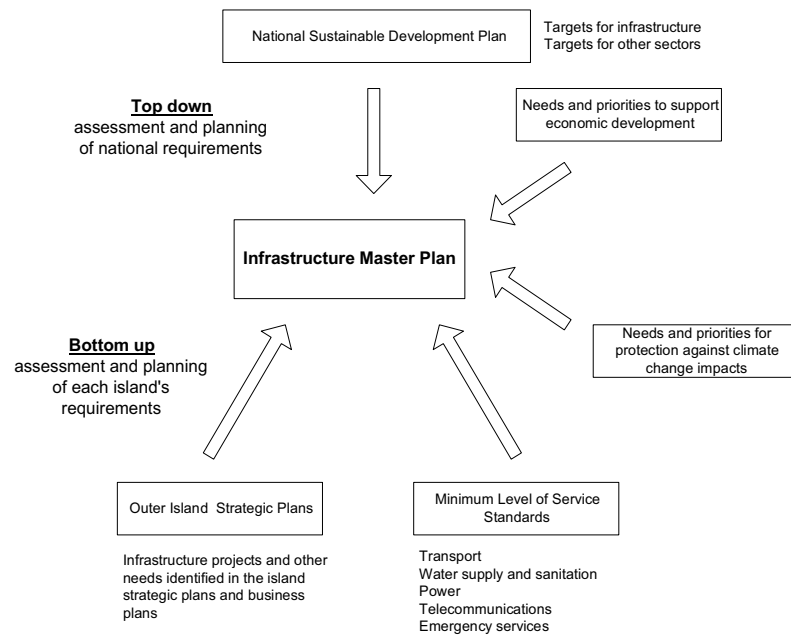 National Sustainable Development Plan
Targets for infrastructure
Targets for other sectors
Top down
assessment and planning
of national requirements
Needs and priorities to support
economic development
Infrastructure Master Plan
Bottom up
assessment and planning
of each island's
requirements
Needs and priorities for
protection against climate
change impacts
Outer Island Strategic Plans
Infrastructure projects and other
needs identified in the island
strategic plans and business
plans
Minimum Level of Service
Standards
Transport
Water supply and sanitation
Power
Telecommunications
Emergency services